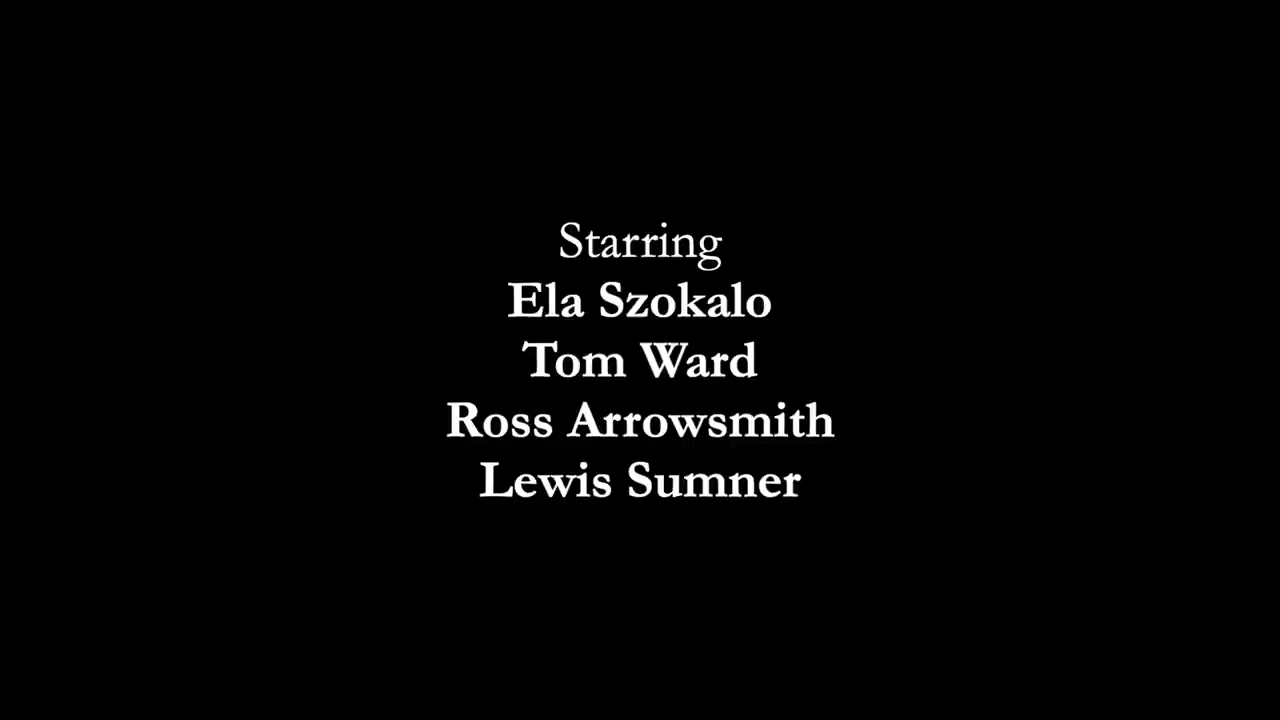 Starring
Ela Szokalo
Tom Ward
Ross Arrowsmith
Lewis Sumner